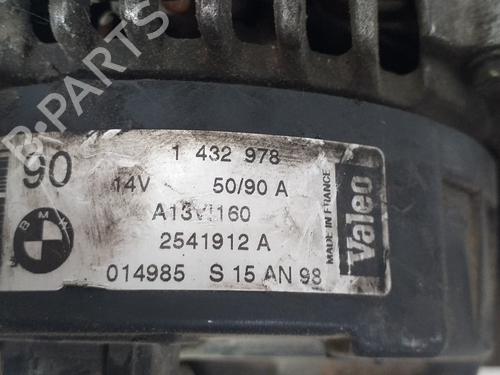 B-PARTS
90
1 432 978
14V 50/90 A
A13VI160
2541912 A
014985 S 15 AN 98
BMW
Valeo
MADE IN FRANCE